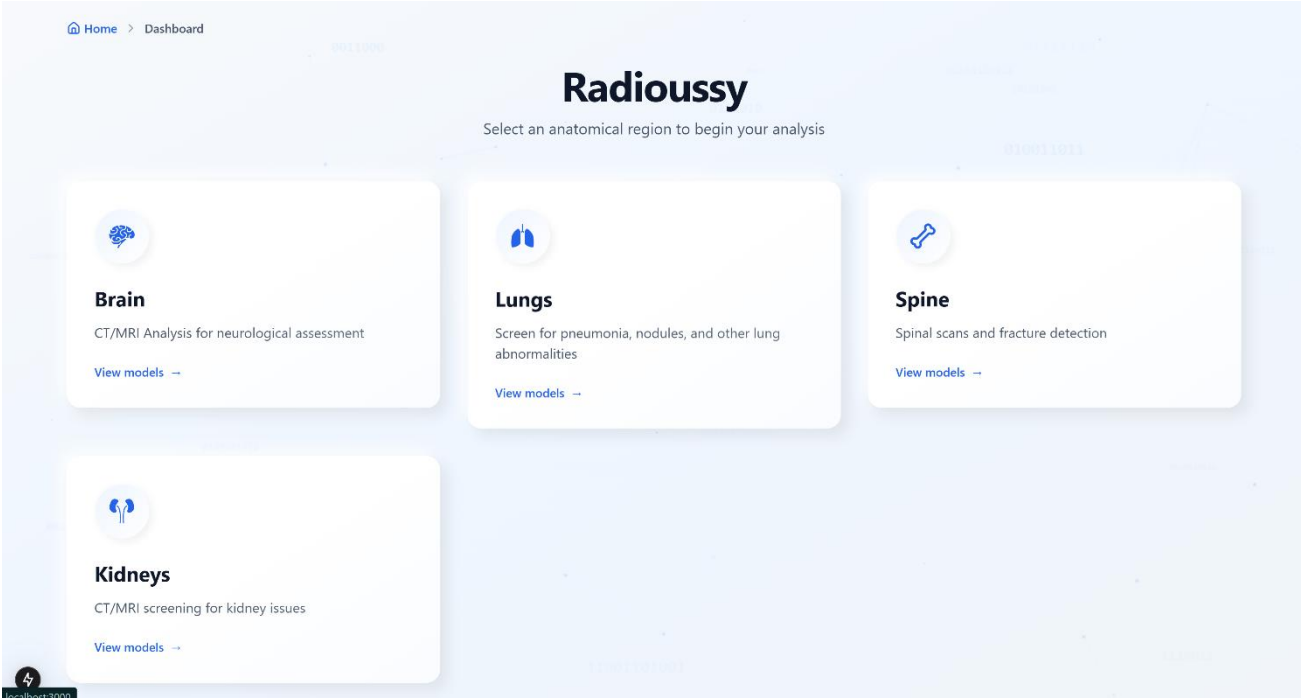 Home > Dashboard
Radioussy
Select an anatomical region to begin your analysis
Brain
CT/MRI Analysis for neurological assessment
View models →
Lungs
Screen for pneumonia, nodules, and other lung
abnormalities
View models →
Spine
Spinal scans and fracture detection
View models →
Kidneys
CT/MRI screening for kidney issues
View models →
localhost:3000